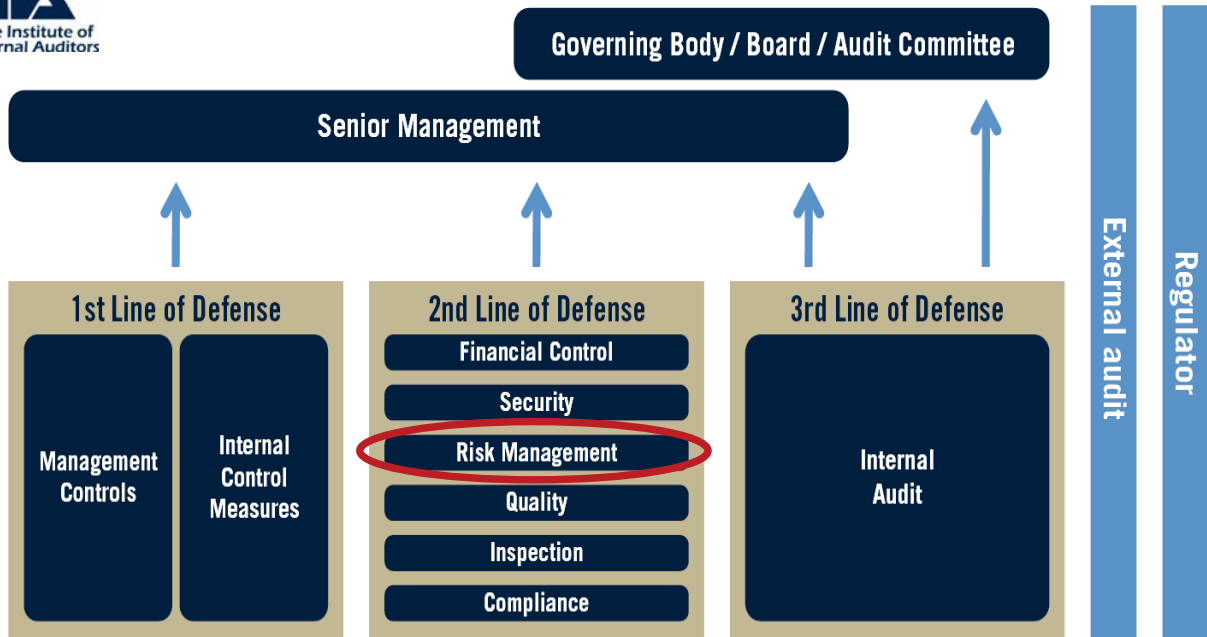 Institute of
Auditors
Governing Body / Board / Audit Committee
Senior Management
1st Line of Defense
Management
Controls
Internal
Control
Measures
2nd Line of Defense
Financial Control
Security
Risk Management
Quality
Inspection
Compliance
3rd Line of Defense
Internal
Audit
External audit
Regulator